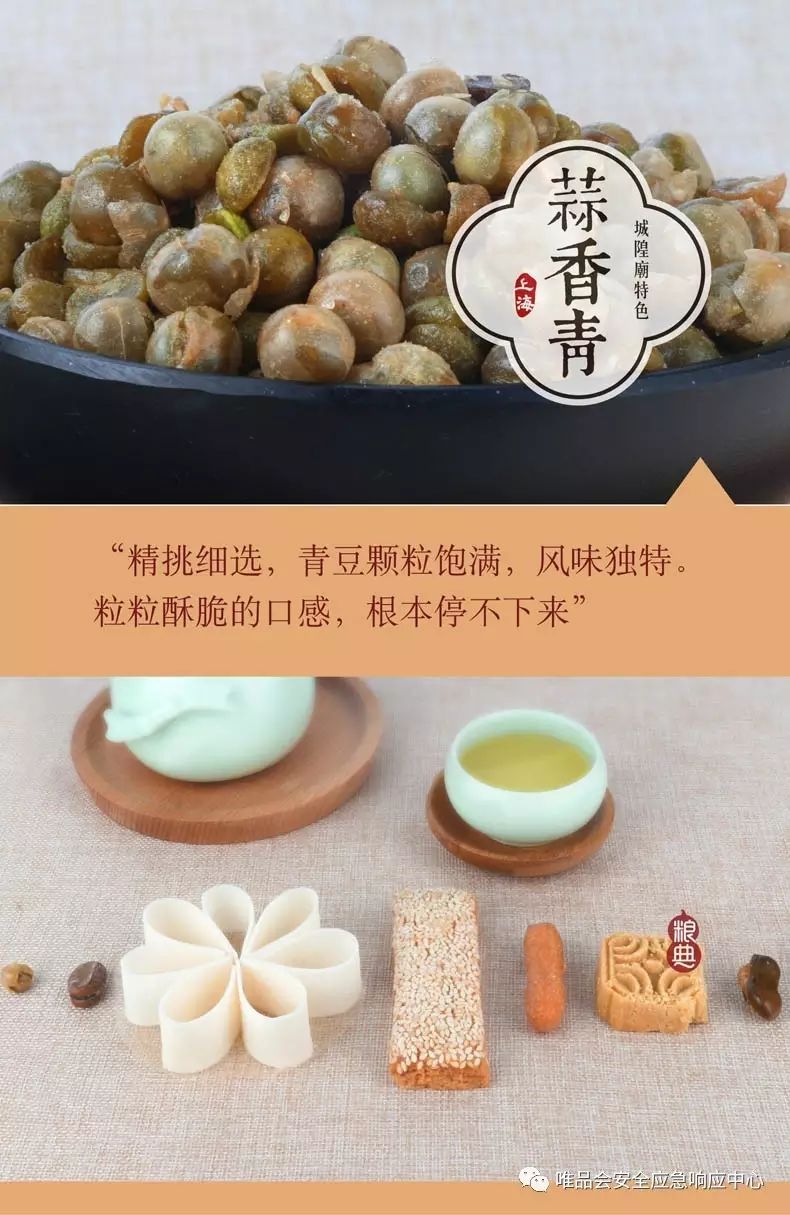 蒜香青
城隍廟特色
上海
“精挑细选，青豆颗粒饱满，风味独特。
粒粒酥脆的口感，根本停不下来”
粮典
唯品会安全应急响应中心